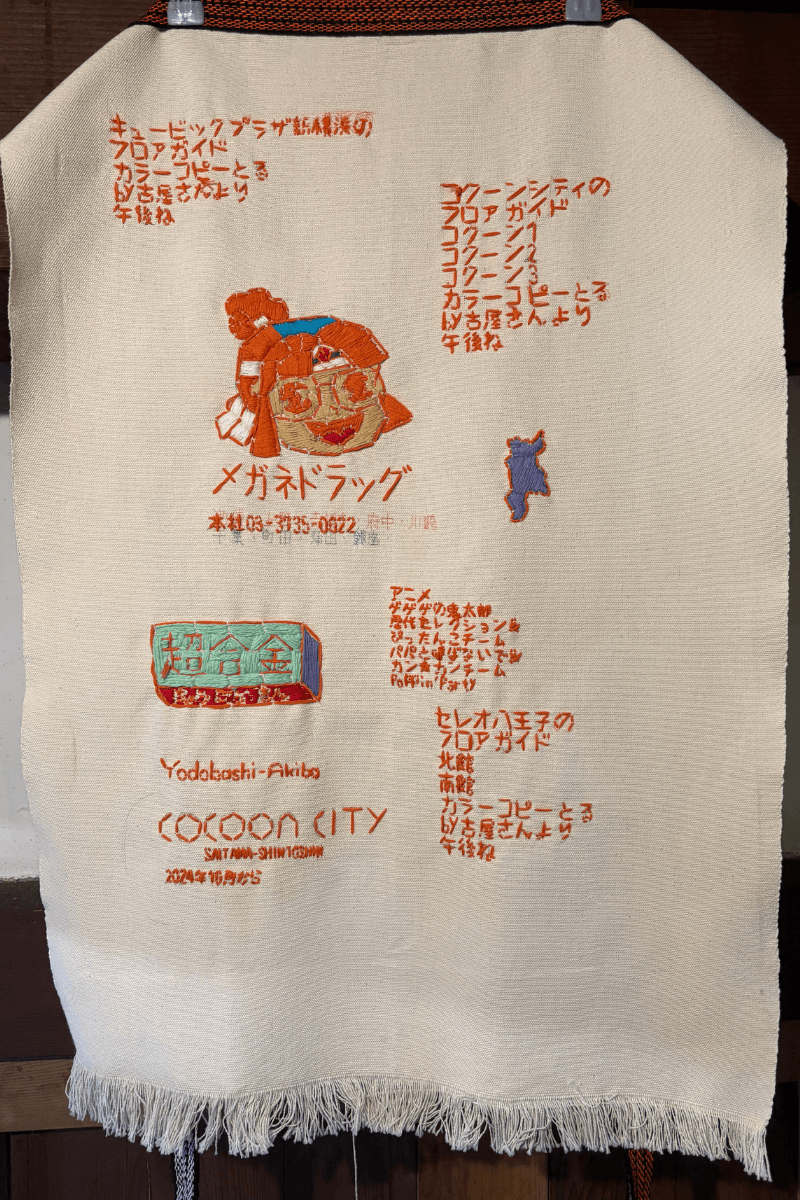 キュービックプラザ新横浜の
フロアガイド
カラーコピーとる
by古屋さんより
午後ね
コクーンシティの
フロアガイド
コクーン1
コクーン2
コクーン3
カラーコピーとる
by古屋さんより
午後ね
メガネドラッグ
本社03-3735-0022
府中・川越
千葉・町田
アニメ
ゲゲゲの鬼太郎
歴代セレクション&
ぴったんこチーム
パパと呼ばないで&
カン☆カンチーム
Poppin'Party
超合金
Yodobashi-Akiba
COCOON CITY
SAITAMA-SHINTOSHIN
2024年10月から
セレオ八王子の
フロアガイド
北館
南館
カラーコピーとる
by古屋さんより
午後ね